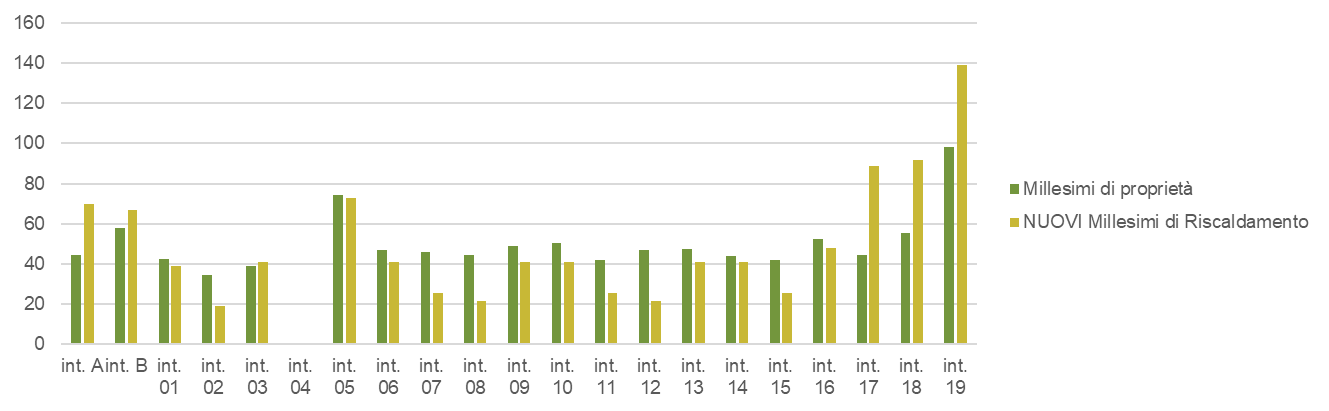 160
140
120
100
80
60
40
20
0
int. A int. B int. int. int. int. int. int. int. int. int. int. int. int. int. int. int. int. int. int. int.
01 02 03 04 05 06 07 08 09 10 11 12 13 14 15 16 17 18 19
Millesimi di proprietà
NUOVI Millesimi di Riscaldamento